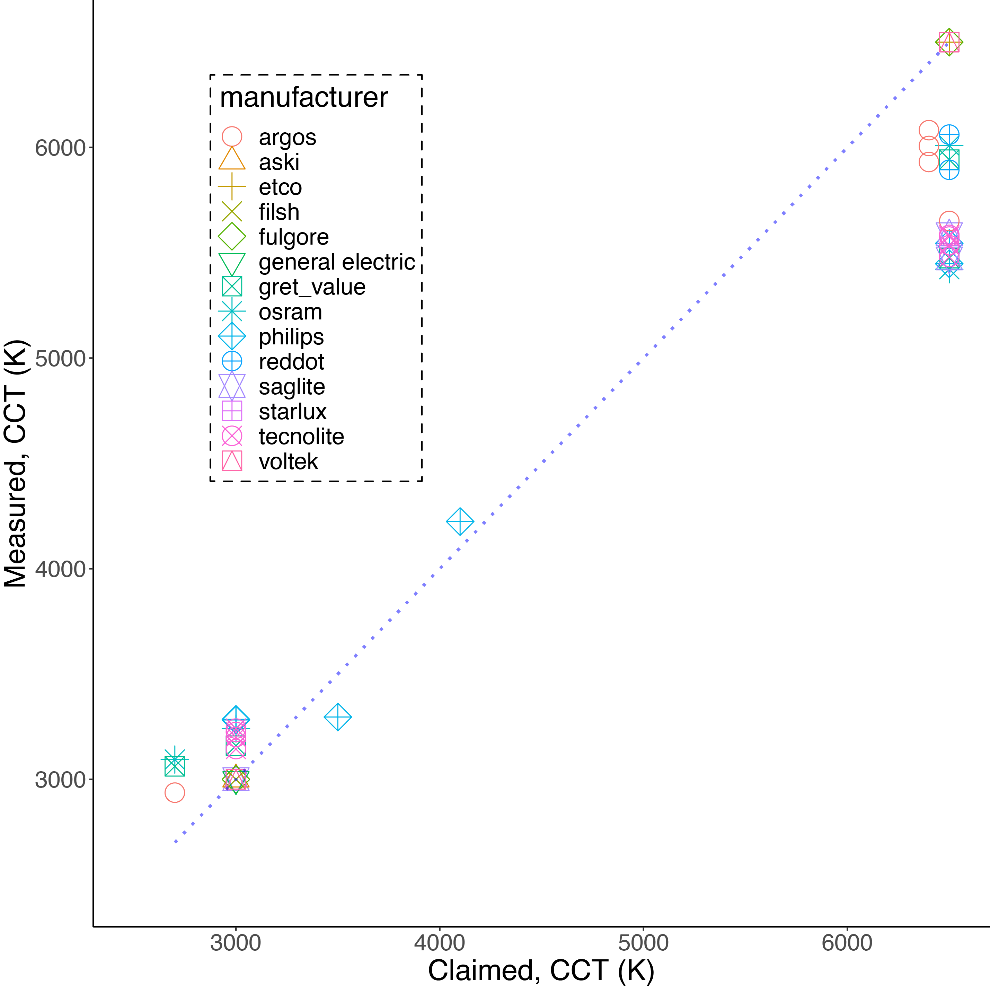 manufacturer
argos
aski
etco
filsh
fulgore
general electric
gret_value
osram
philips
reddot
saglite
starlux
tecnolite
voltek
Measured, CCT (K)
6000
5000
4000
3000
3000 4000 5000 6000
Claimed, CCT (K)